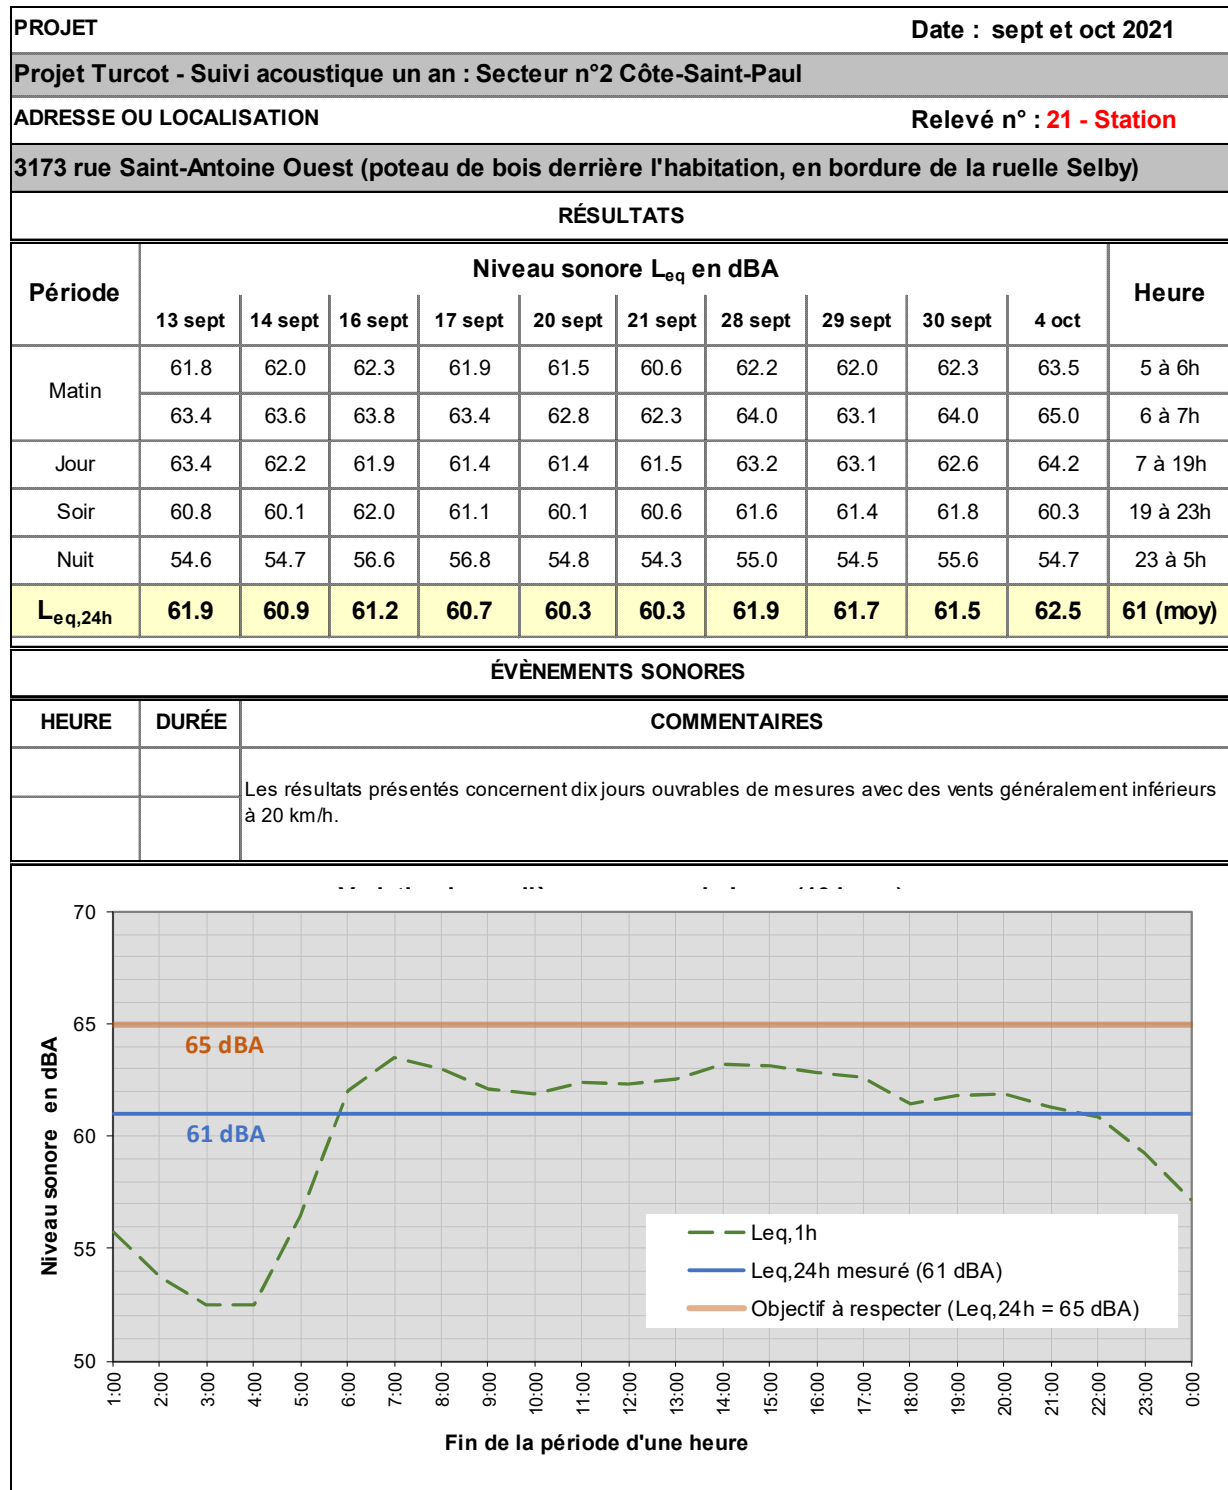 PROJET Date : sept et oct 2021
Projet Turcot - Suivi acoustique un an : Secteur n°2 Côte-Saint-Paul
ADRESSE OU LOCALISATION Relevé n° : 21 - Station
3173 rue Saint-Antoine Ouest (poteau de bois derrière l'habitation, en bordure de la ruelle Selby)
RÉSULTATS
Période Niveau sonore Leq en dBA Heure
13 sept 14 sept 16 sept 17 sept 20 sept 21 sept 28 sept 29 sept 30 sept 4 oct
Matin 61.8 62.0 62.3 61.9 61.5 60.6 62.2 62.0 62.3 63.5 5 à 6h
63.4 63.6 63.8 63.4 62.8 62.3 64.0 63.1 64.0 65.0 6 à 7h
Jour 63.4 62.2 61.9 61.4 61.4 61.5 63.2 63.1 62.6 64.2 7 à 19h
Soir 60.8 60.1 62.0 61.1 60.1 60.6 61.6 61.4 61.8 60.3 19 à 23h
Nuit 54.6 54.7 56.6 56.8 54.8 54.3 55.0 54.5 55.6 54.7 23 à 5h
Leq,24h 61.9 60.9 61.2 60.7 60.3 60.3 61.9 61.7 61.5 62.5 61 (moy)
ÉVÈNEMENTS SONORES
HEURE DURÉE COMMENTAIRES
Les résultats présentés concernent dix jours ouvrables de mesures avec des vents généralement inférieurs
à 20 km/h.
Niveau sonore en dBA
70
65
60
55
50
65 dBA
61 dBA
Leq,1h
Leq,24h mesuré (61 dBA)
Objectif à respecter (Leq,24h = 65 dBA)
1:00 2:00 3:00 4:00 5:00 6:00 7:00 8:00 9:00 10:00 11:00 12:00 13:00 14:00 15:00 16:00 17:00 18:00 19:00 20:00 21:00 22:00 23:00 0:00
Fin de la période d'une heure